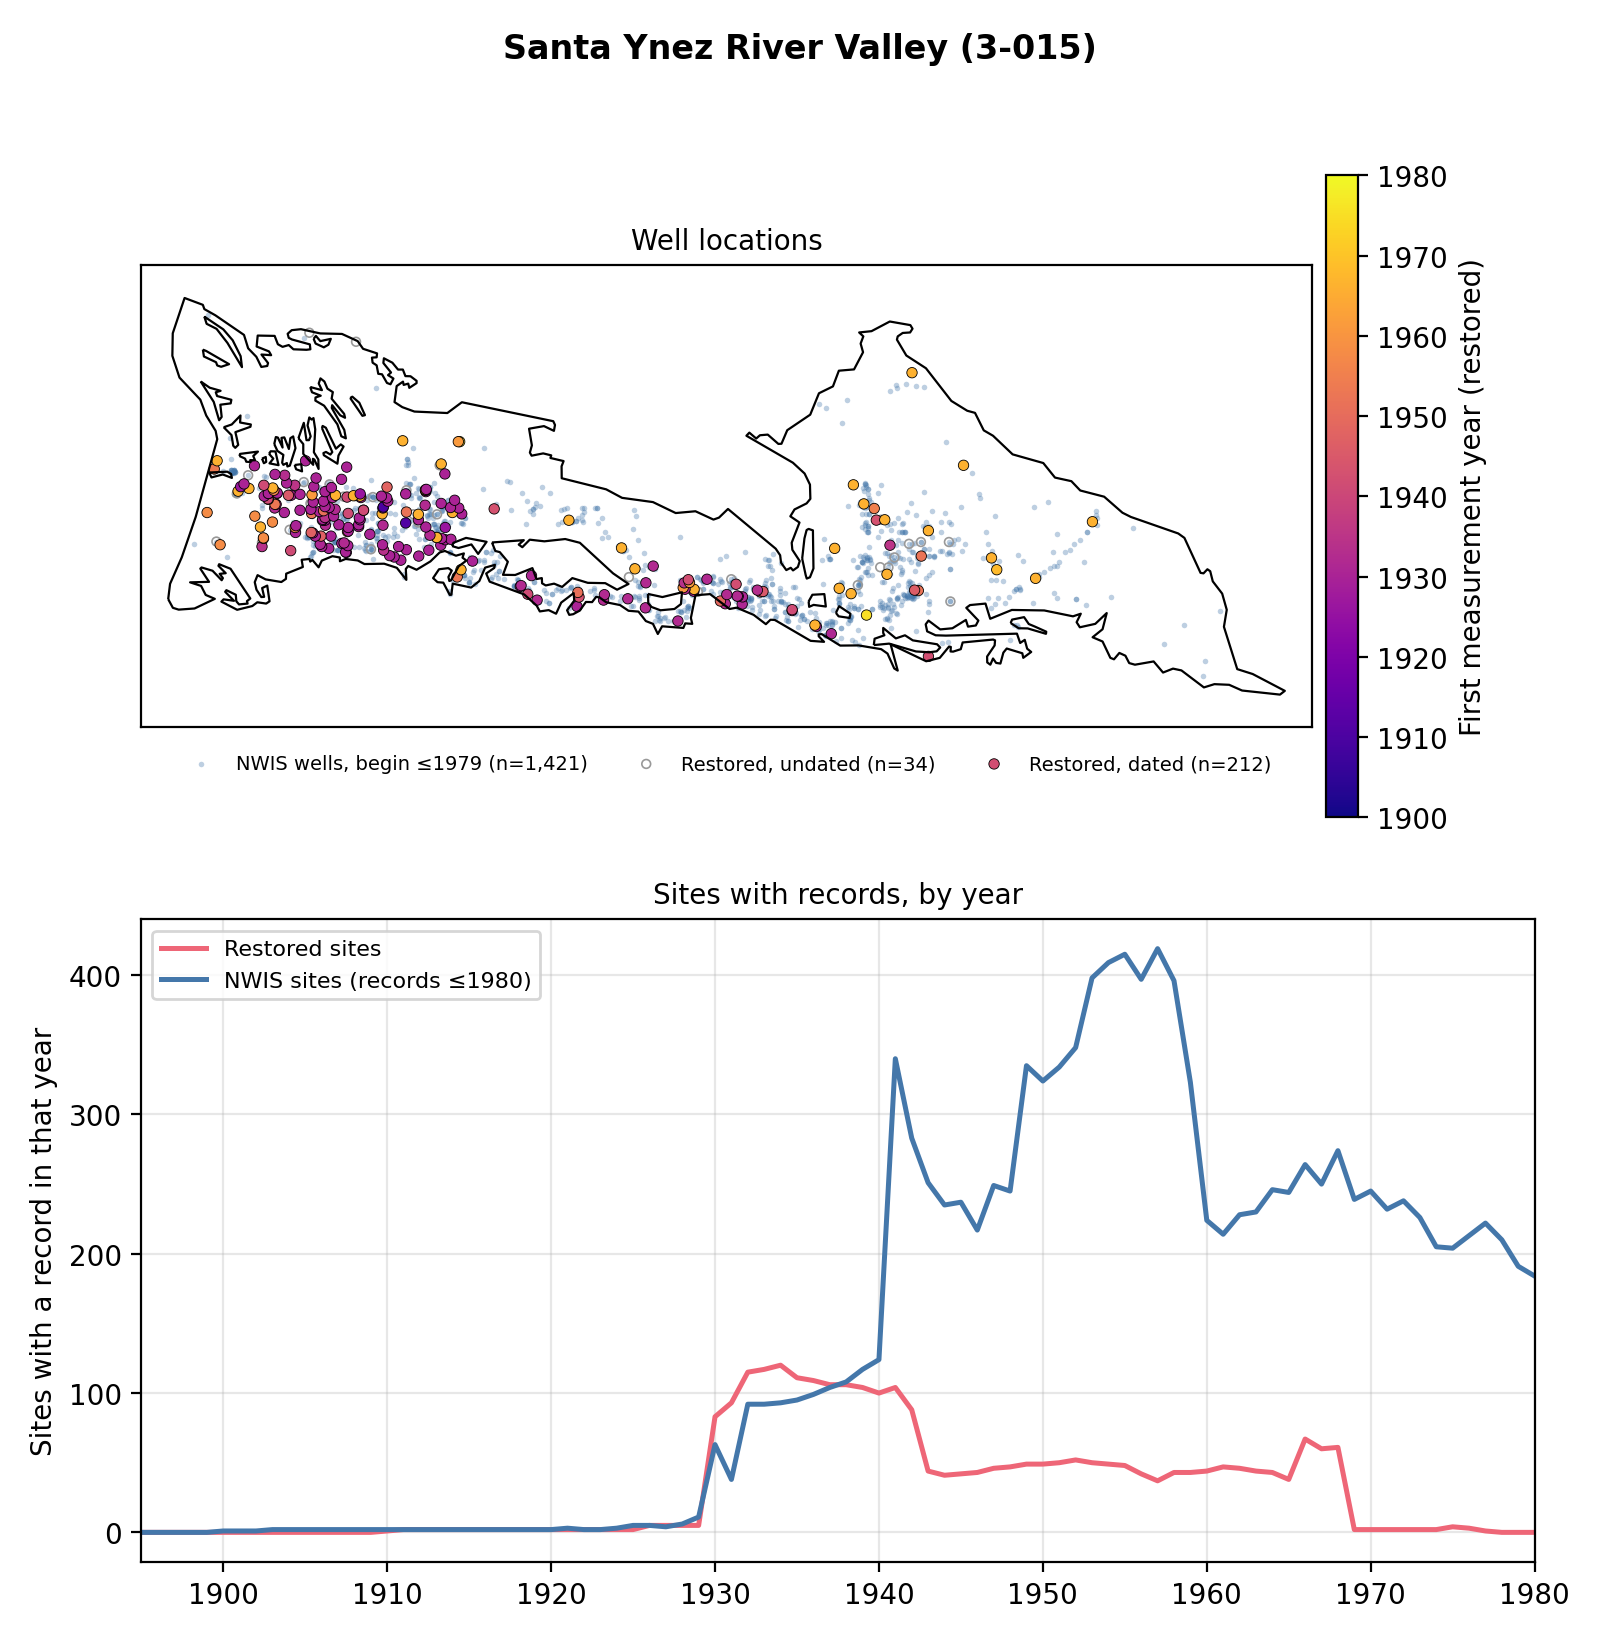 Santa Ynez River Valley (3-015)
Well locations
1980
1970
1960
1950
1940
1930
1920
1910
1900
First measurement year (restored)
NWIS wells, begin ≤1979 (n=1,421)
Restored, undated (n=34)
Restored, dated (n=212)
Sites with records, by year
Restored sites
NWIS sites (records ≤1980)
Sites with a record in that year
400
300
200
100
0
1900
1910
1920
1930
1940
1950
1960
1970
1980